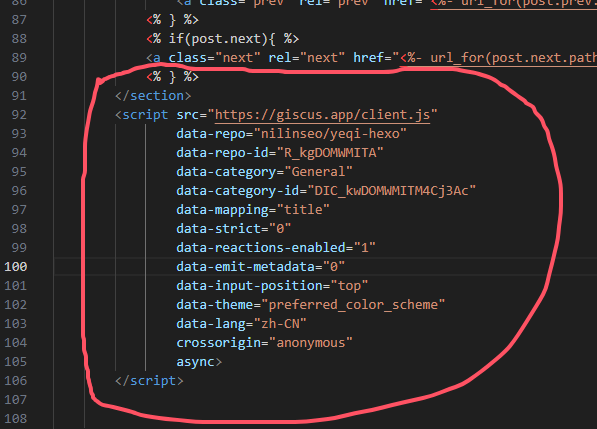 86 <a class="prev" rel="prev" href="<%- url_for(post.prev.
87 <% } %>
88 <% if(post.next){ %>
89 <a class="next" rel="next" href="<%- url_for(post.next.path
90 <% } %>
91 </section>
92 <script src="https://giscus.app/client.js"
93 data-repo="nilinseo/yeqi-hexo"
94 data-repo-id="R_kgDOMWMITA"
95 data-category="General"
96 data-category-id="DIC_kwDOMWMITM4Cj3Ac"
97 data-mapping="title"
98 data-strict="0"
99 data-reactions-enabled="1"
100 data-emit-metadata="0"
101 data-input-position="top"
102 data-theme="preferred_color_scheme"
103 data-lang="zh-CN"
104 crossorigin="anonymous"
105 async>
106 </script>
107
108